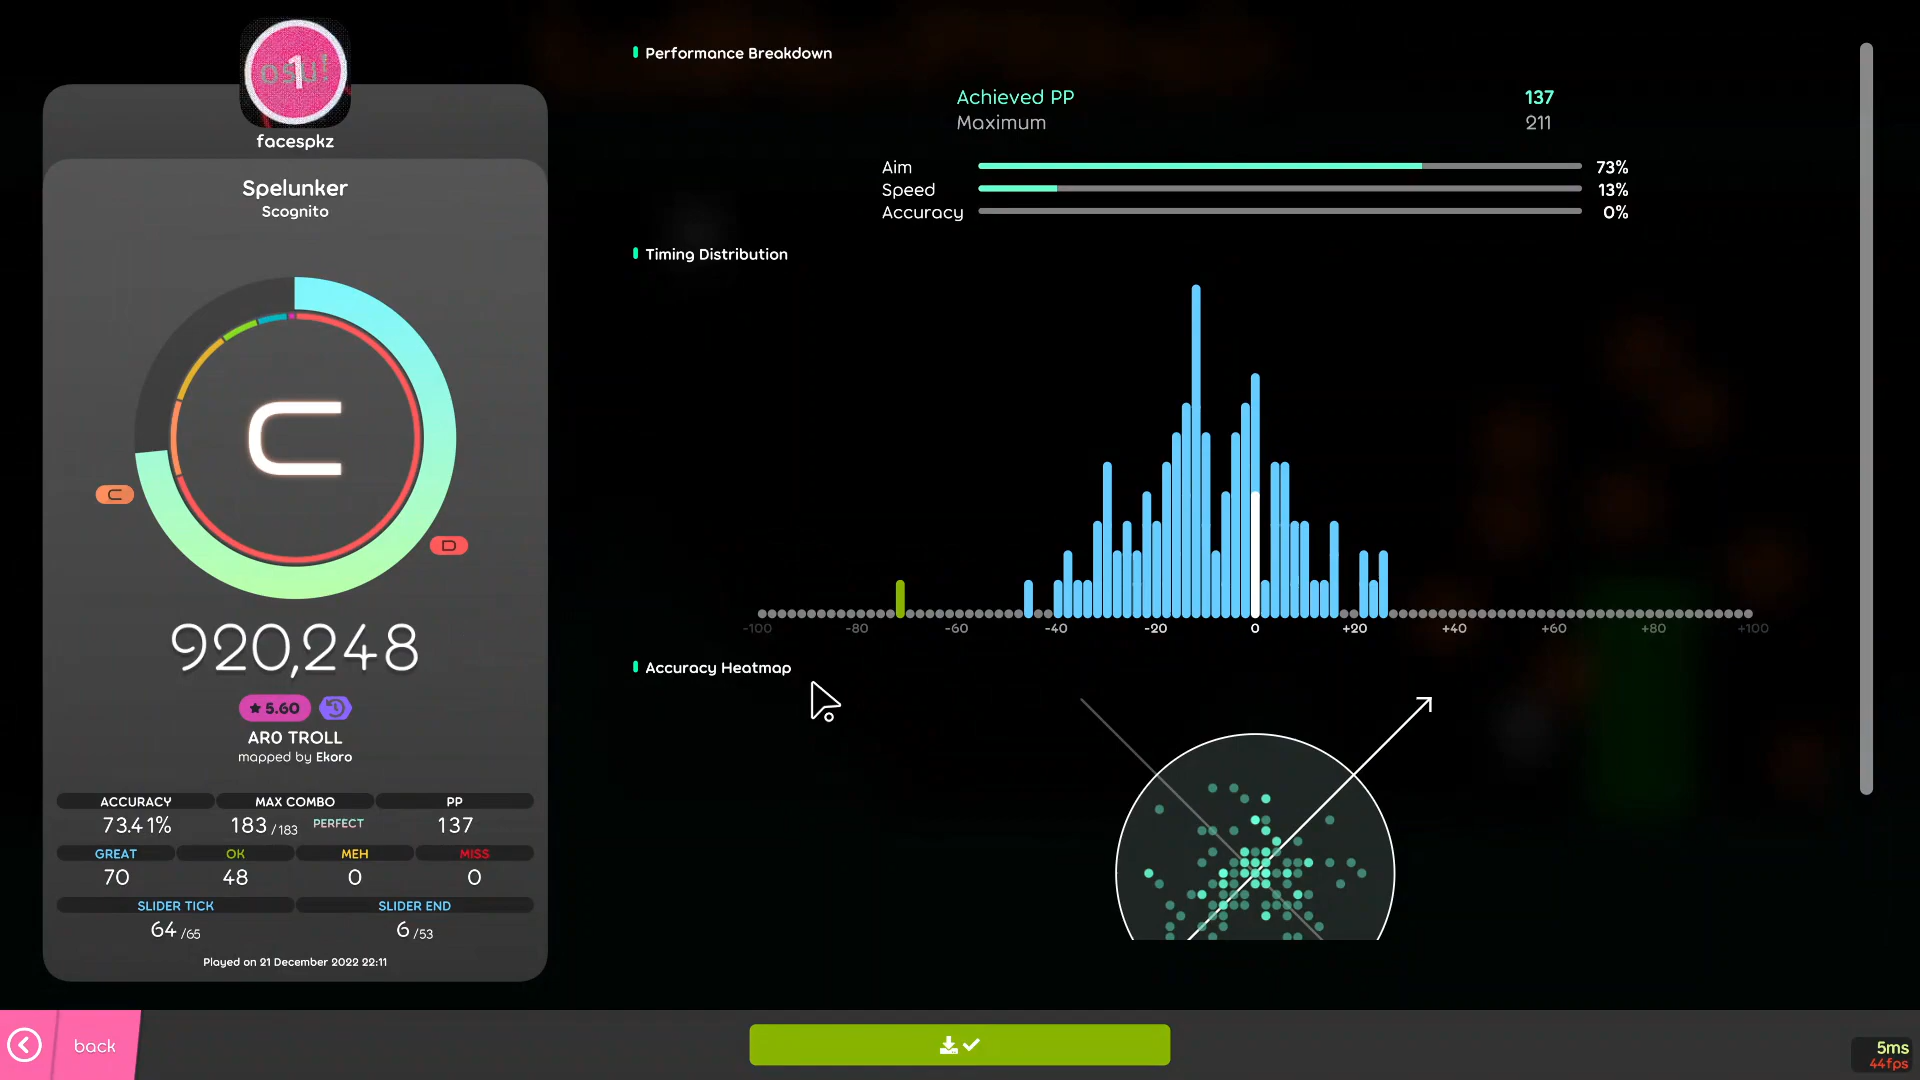 osu!
1
facespkz
Spelunker
Scognito
C
C
D
920,248
5.60
AR0 TROLL
mapped by Ekoro
ACCURACY MAX COMBO PP
73.41% 183/183 PERFECT 137
GREAT OK MEH MISS
70 48 0 0
SLIDER TICK SLIDER END
64/65 6/53
Played on 21 December 2022 22:11
Performance Breakdown
Achieved PP 137
Maximum 211
Aim 73%
Speed 13%
Accuracy 0%
Timing Distribution
-100 -80 -60 -40 -20 0 +20 +40 +60 +80 +100
Accuracy Heatmap
back
5ms
44fps